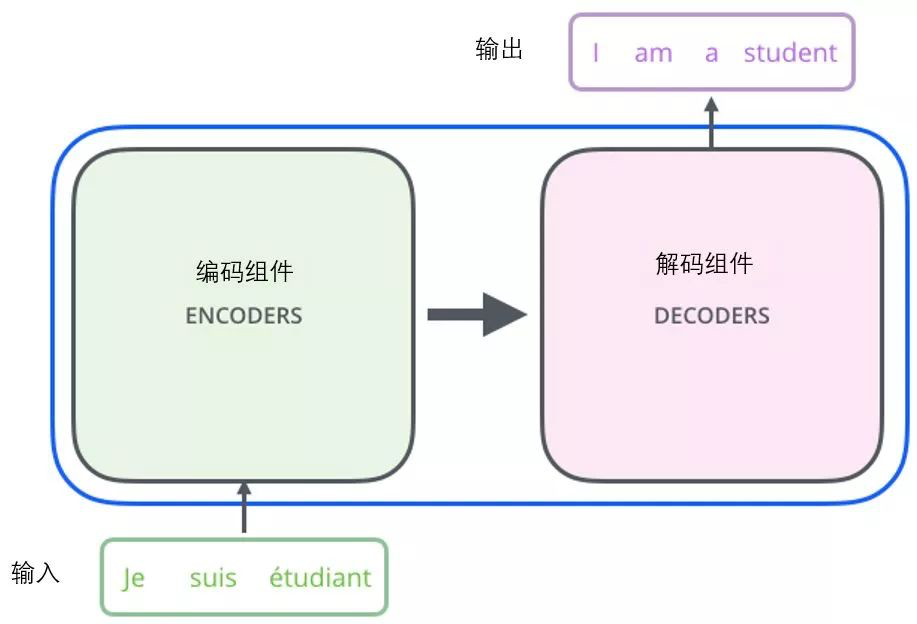 输出
I am a student
编码组件
ENCODERS
解码组件
DECODERS
输入
Je suis étudiant